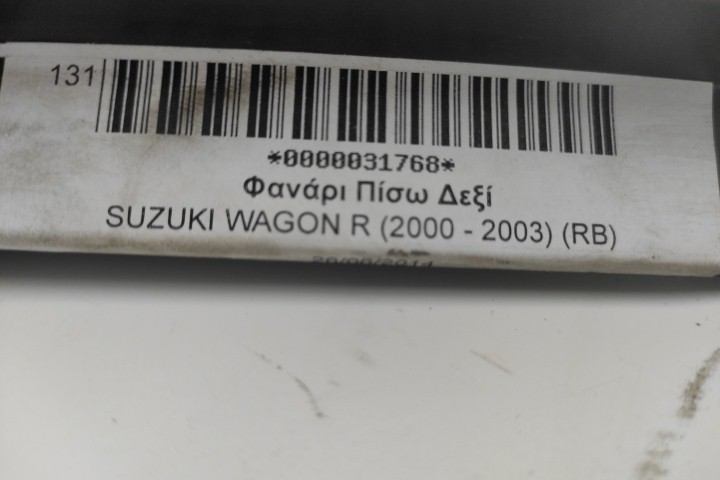 131
*0000031768*
Φανάρι Πίσω Δεξί
SUZUKI WAGON R (2000 - 2003) (RB)